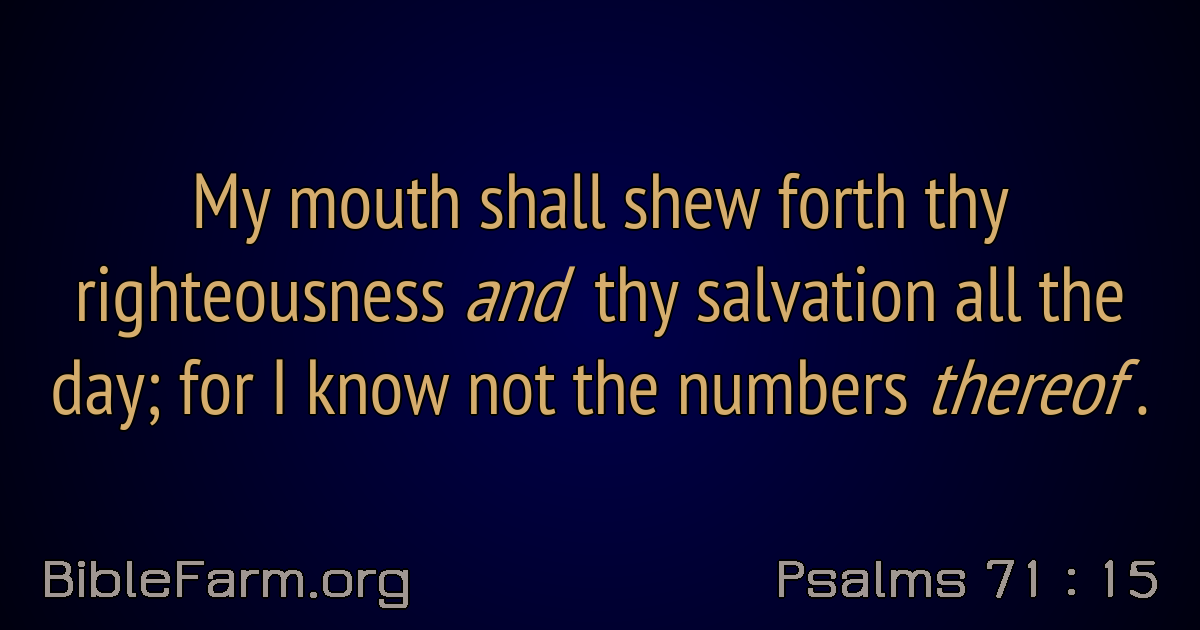 My mouth shall shew forth thy
righteousness and thy salvation all the
day; for I know not the numbers thereof.
BibleFarm.org
Psalms 71 : 15